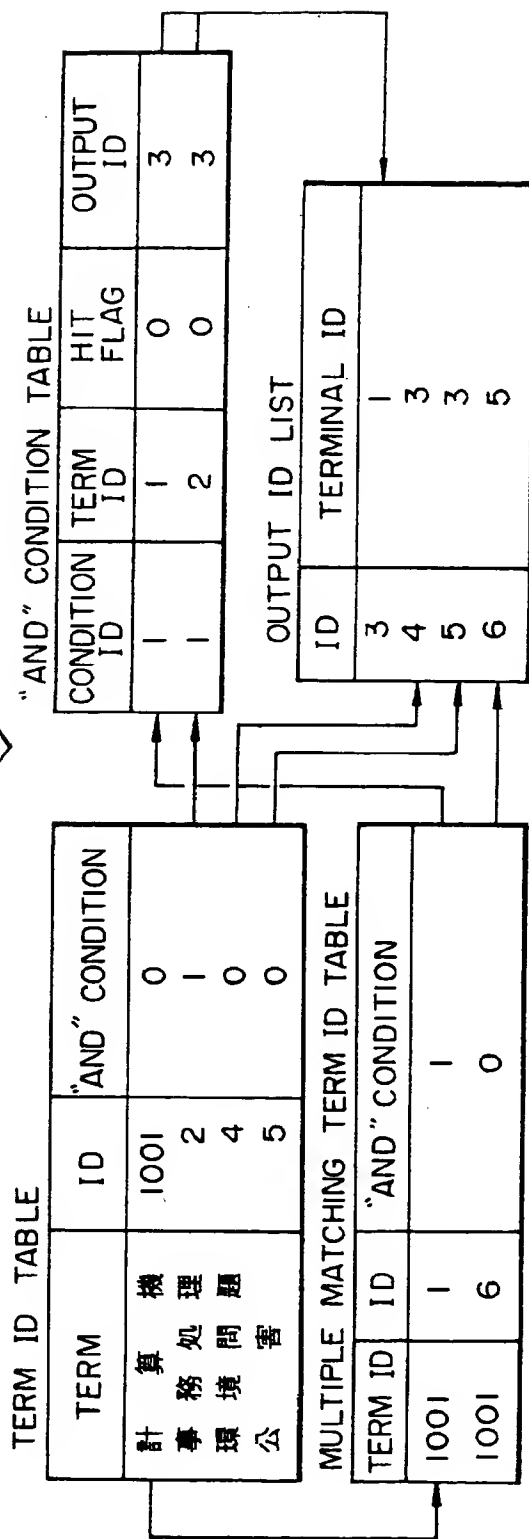 TERM ID TABLE
TERM ID "AND" CONDITION
計算機 1001 0
事務処理 2 1
環境問題 4 0
公害 5 0
MULTIPLE MATCHING TERM ID TABLE
TERM ID ID "AND" CONDITION
1001 1 1
1001 6 0
"AND" CONDITION TABLE
CONDITION ID TERM ID HIT FLAG OUTPUT ID
1 1 0 3
1 2 0 3
OUTPUT ID LIST
ID TERMINAL ID
3 1
4 3
5 3
6 5